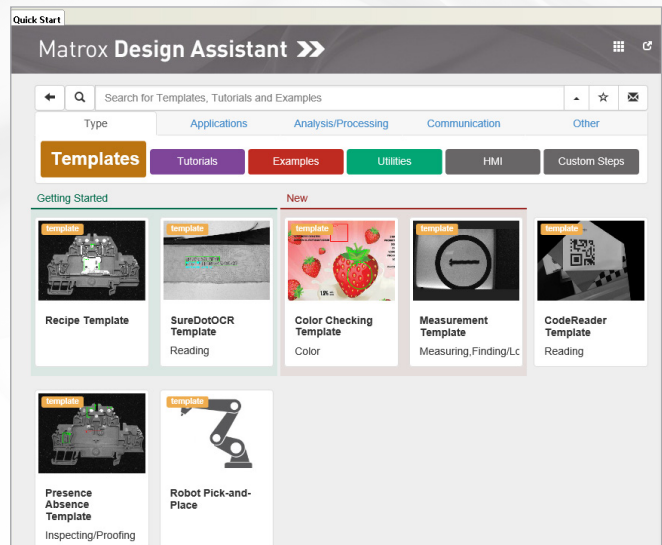 Quick Start
Matrox Design Assistant
Search for Templates, Tutorials and Examples
Type Applications Analysis/Processing Communication Other
Templates Tutorials Examples Utilities HMI Custom Steps
Getting Started New
template template template template template
Recipe Template
SureDotOCR
Template
Reading
Color Checking
Template
Color
Measurement
Template
Measuring,Finding/Lc
CodeReader
Template
Reading
template template
Presence
Absence
Template
Inspecting/Proofing
Robot Pick-and-
Place